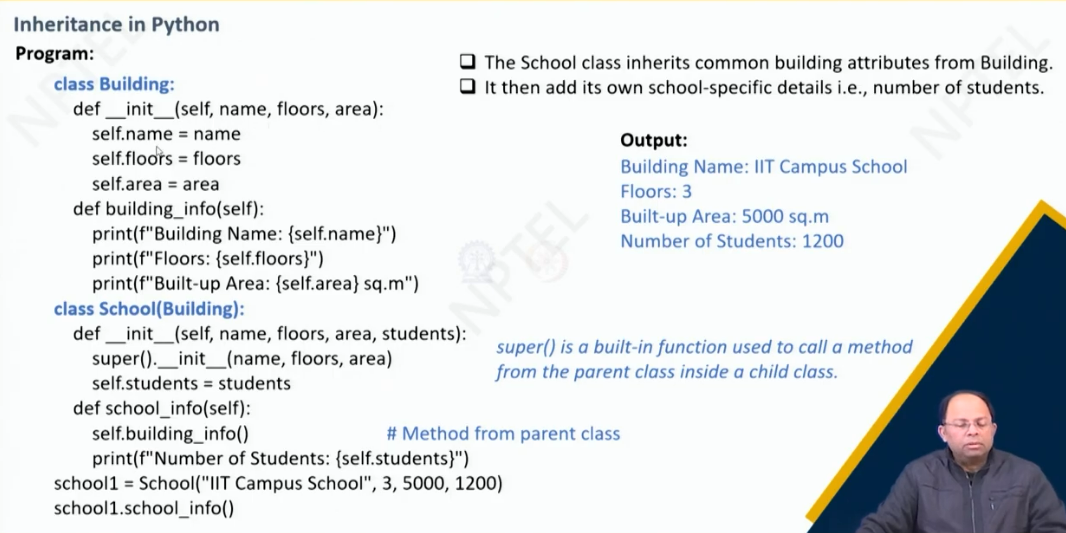 Inheritance in Python
Program:
class Building:
def __init__(self, name, floors, area):
self.name = name
self.floors = floors
self.area = area
def building_info(self):
print(f"Building Name: {self.name}")
print(f"Floors: {self.floors}")
print(f"Built-up Area: {self.area} sq.m")
class School(Building):
def __init__(self, name, floors, area, students):
super().__init__(name, floors, area)
self.students = students
def school_info(self):
self.building_info() # Method from parent class
print(f"Number of Students: {self.students}")
school1 = School("IIT Campus School", 3, 5000, 1200)
school1.school_info()
The School class inherits common building attributes from Building.
It then add its own school-specific details i.e., number of students.
Output:
Building Name: IIT Campus School
Floors: 3
Built-up Area: 5000 sq.m
Number of Students: 1200
super() is a built-in function used to call a method
from the parent class inside a child class.
NPTEL
NPTEL
NPTEL